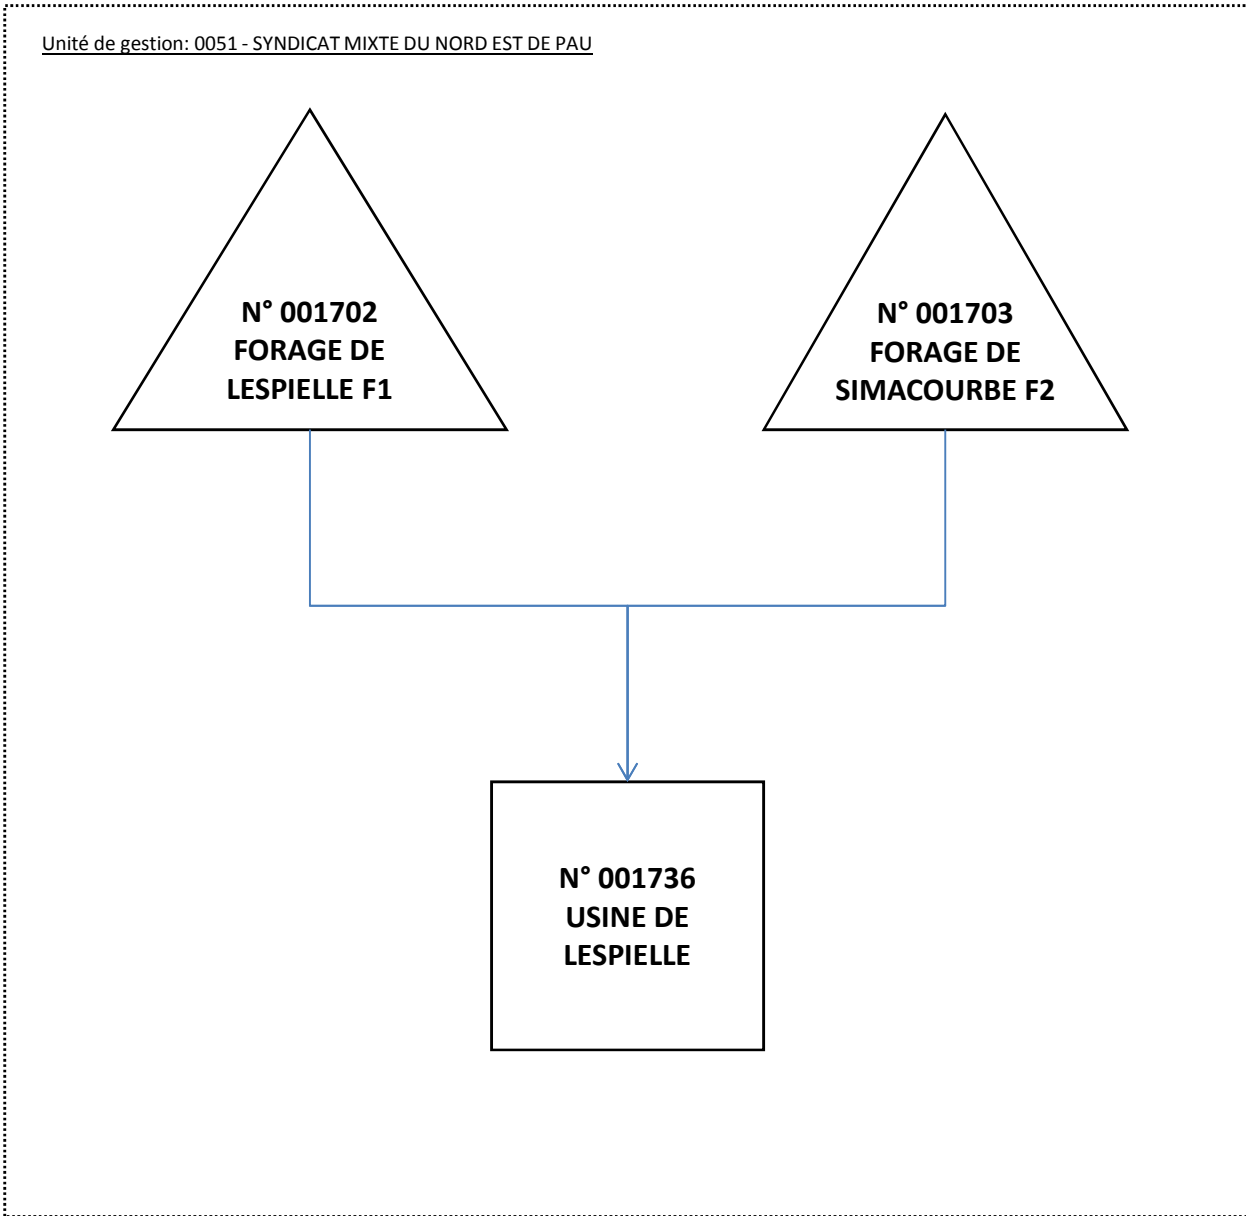 Unité de gestion: 0051 - SYNDICAT MIXTE DU NORD EST DE PAU
N° 001702
FORAGE DE
LESPIELLE F1
N° 001703
FORAGE DE
SIMACOURBE F2
N° 001736
USINE DE
LESPIELLE